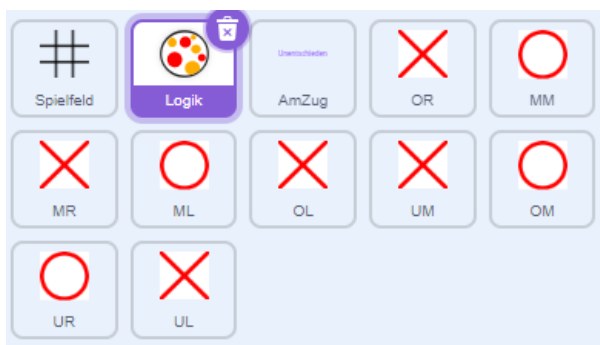 Unentschieden
Spielfeld
Logik
AmZug
OR
MM
MR
ML
OL
UM
OM
UR
UL